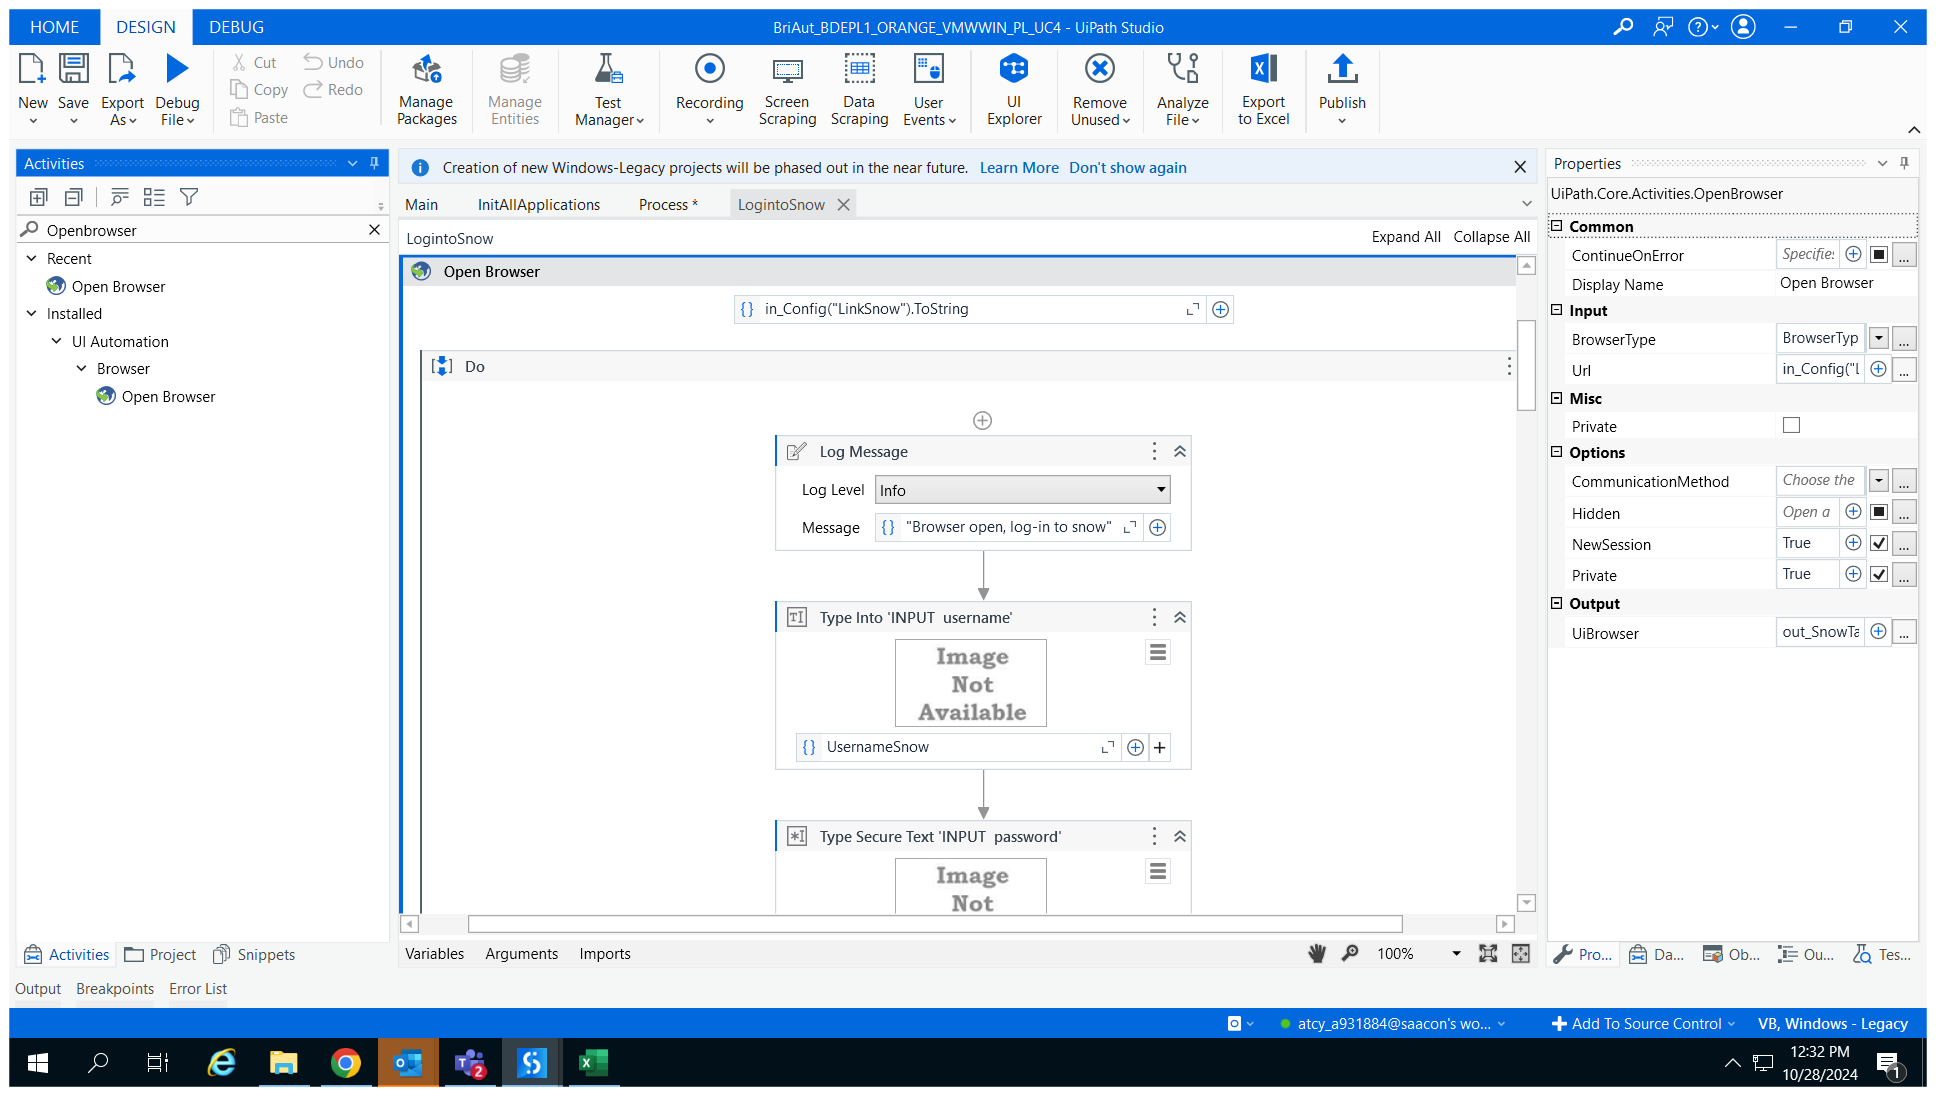 HOME DESIGN DEBUG
BriAut_BDEPL1_ORANGE_VMWWIN_PL_UC4 - UiPath Studio
New
Save
Export As
Debug File
Cut
Copy
Paste
Undo
Redo
Manage Packages
Manage Entities
Test Manager
Recording
Screen Scraping
Data Scraping
User Events
UI Explorer
Remove Unused
Analyze File
Export to Excel
Publish
Activities
Openbrowser
Recent
Open Browser
Installed
UI Automation
Browser
Open Browser
Activities Project Snippets
Creation of new Windows-Legacy projects will be phased out in the near future. Learn More Don't show again
Main InitAllApplications Process * LogintoSnow
LogintoSnow Expand All Collapse All
Open Browser
{} in_Config("LinkSnow").ToString
Do
Log Message
Log Level Info
Message {} "Browser open, log-in to snow"
Type Into 'INPUT username'
Image
Not
Available
{} UsernameSnow
Type Secure Text 'INPUT password'
Image
Not
Variables Arguments Imports 100%
Properties
UiPath.Core.Activities.OpenBrowser
Common
ContinueOnError Specifies ...
Display Name Open Browser
Input
BrowserType BrowserTyp ...
Url in_Config("L ...
Misc
Private
Options
CommunicationMethod Choose the ...
Hidden Open a ...
NewSession True ...
Private True ...
Output
UiBrowser out_SnowTa ...
Pro... Da... Ob... Ou... Tes...
Output Breakpoints Error List
atcy_a931884@saacon's wo... Add To Source Control VB, Windows - Legacy
2
12:32 PM
10/28/2024
1